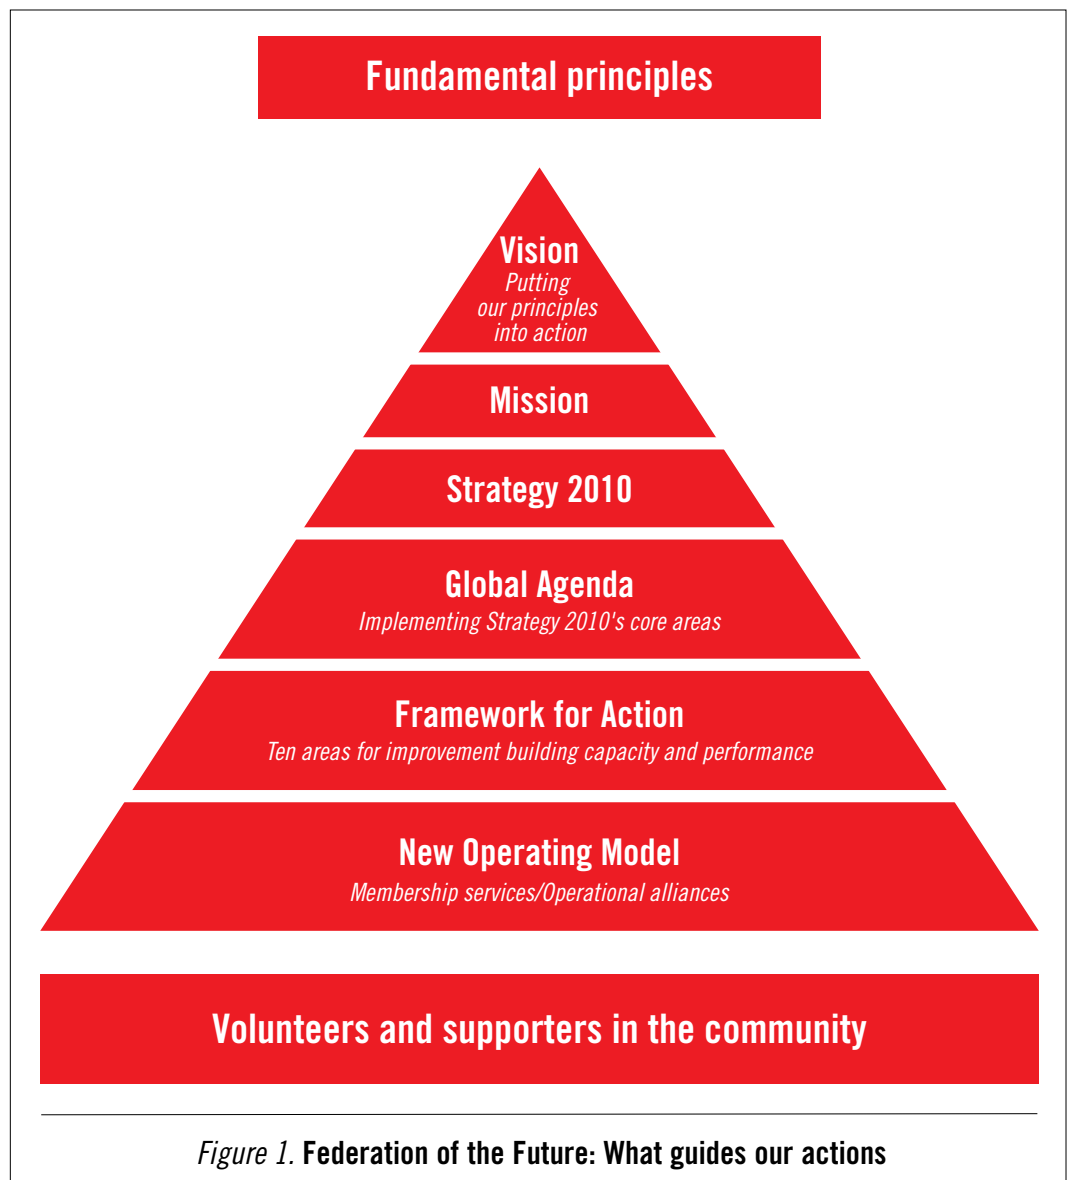 Fundamental principles
Vision
Putting
our principles
into action
Mission
Strategy 2010
Global Agenda
Implementing Strategy 2010's core areas
Framework for Action
Ten areas for improvement building capacity and performance
New Operating Model
Membership services/Operational alliances
Volunteers and supporters in the community
Figure 1. Federation of the Future: What guides our actions